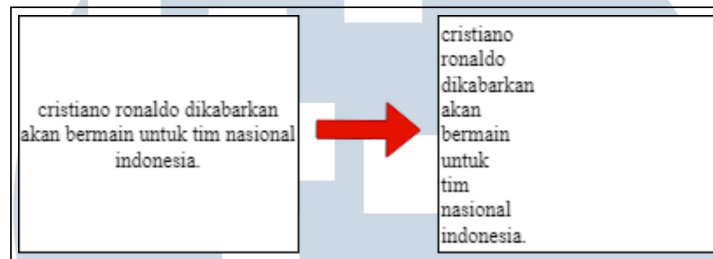 cristiano ronaldo dikabarkan
akan bermain untuk tim nasional
indonesia.
cristiano
ronaldo
dikabarkan
akan
bermain
untuk
tim
nasional
indonesia.